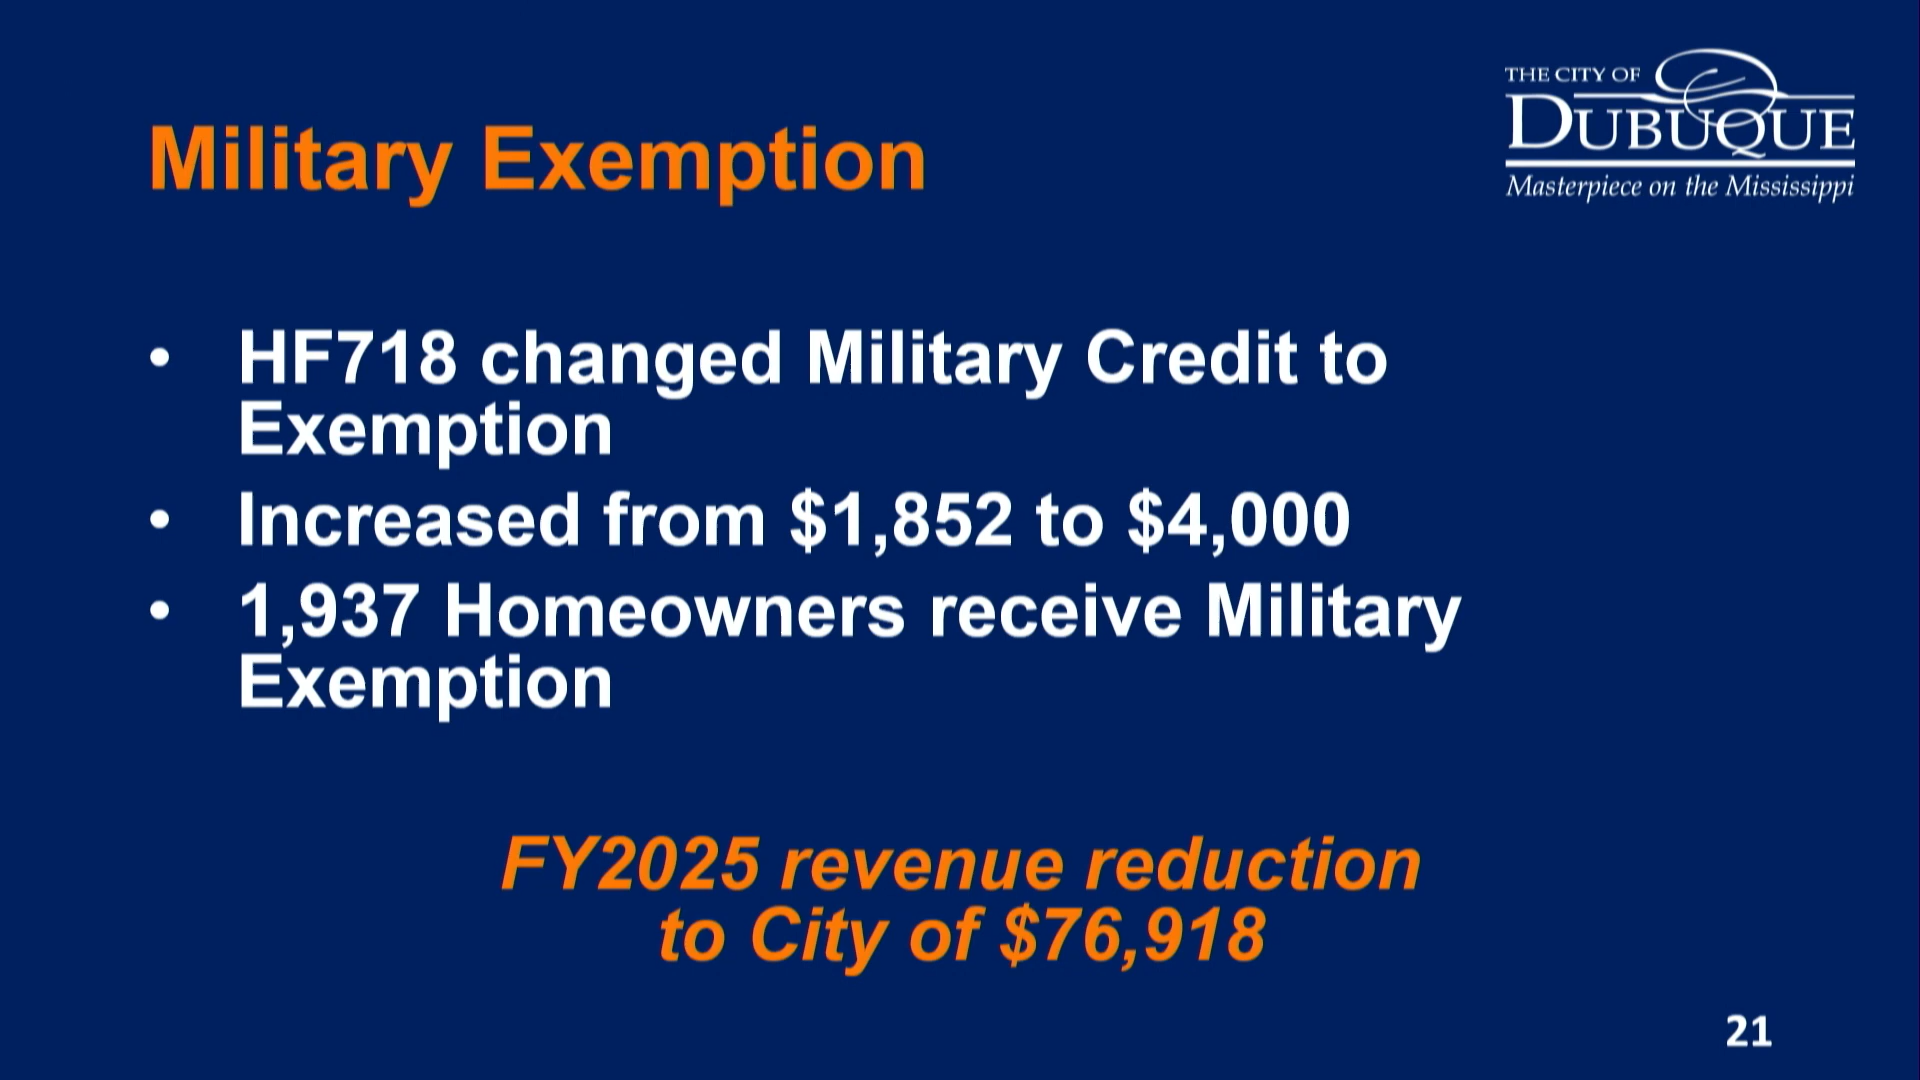 THE CITY OF
DUBUQUE
Masterpiece on the Mississippi
Military Exemption
• HF718 changed Military Credit to
Exemption
• Increased from $1,852 to $4,000
• 1,937 Homeowners receive Military
Exemption
FY2025 revenue reduction
to City of $76,918
21